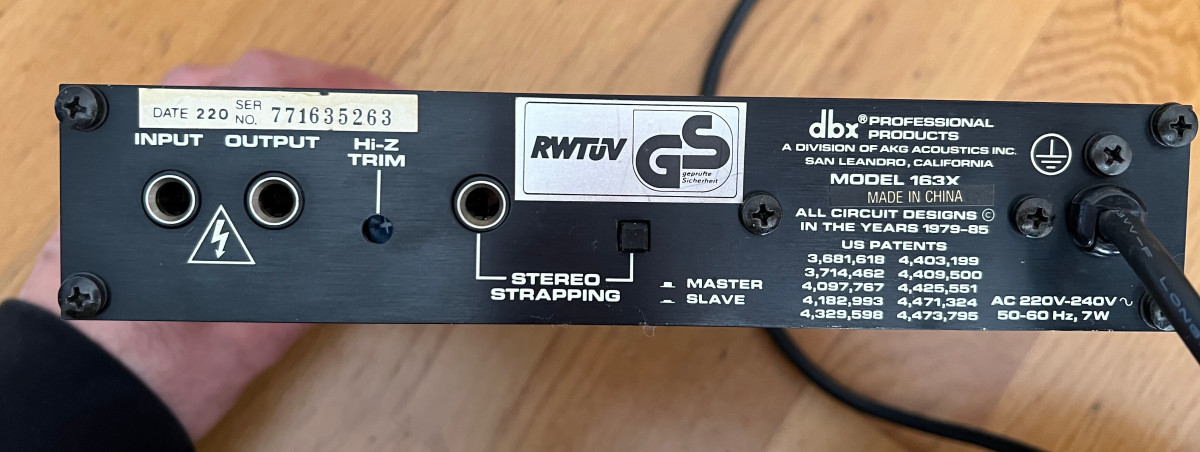 DATE 220 SER NO. 771635263
INPUT OUTPUT Hi-Z TRIM
STEREO STRAPPING
MASTER
SLAVE
RWTÜV
GS
geprüfte
Sicherheit
dbx® PROFESSIONAL PRODUCTS
A DIVISION OF AKG ACOUSTICS INC.
SAN LEANDRO, CALIFORNIA
MODEL 163X
MADE IN CHINA
ALL CIRCUIT DESIGNS ©
IN THE YEARS 1979-85
US PATENTS
3,681,618 4,403,199
3,714,462 4,409,500
4,097,767 4,425,551
4,182,993 4,471,324
4,329,598 4,473,795
AC 220V-240V ~
50-60 Hz, 7W